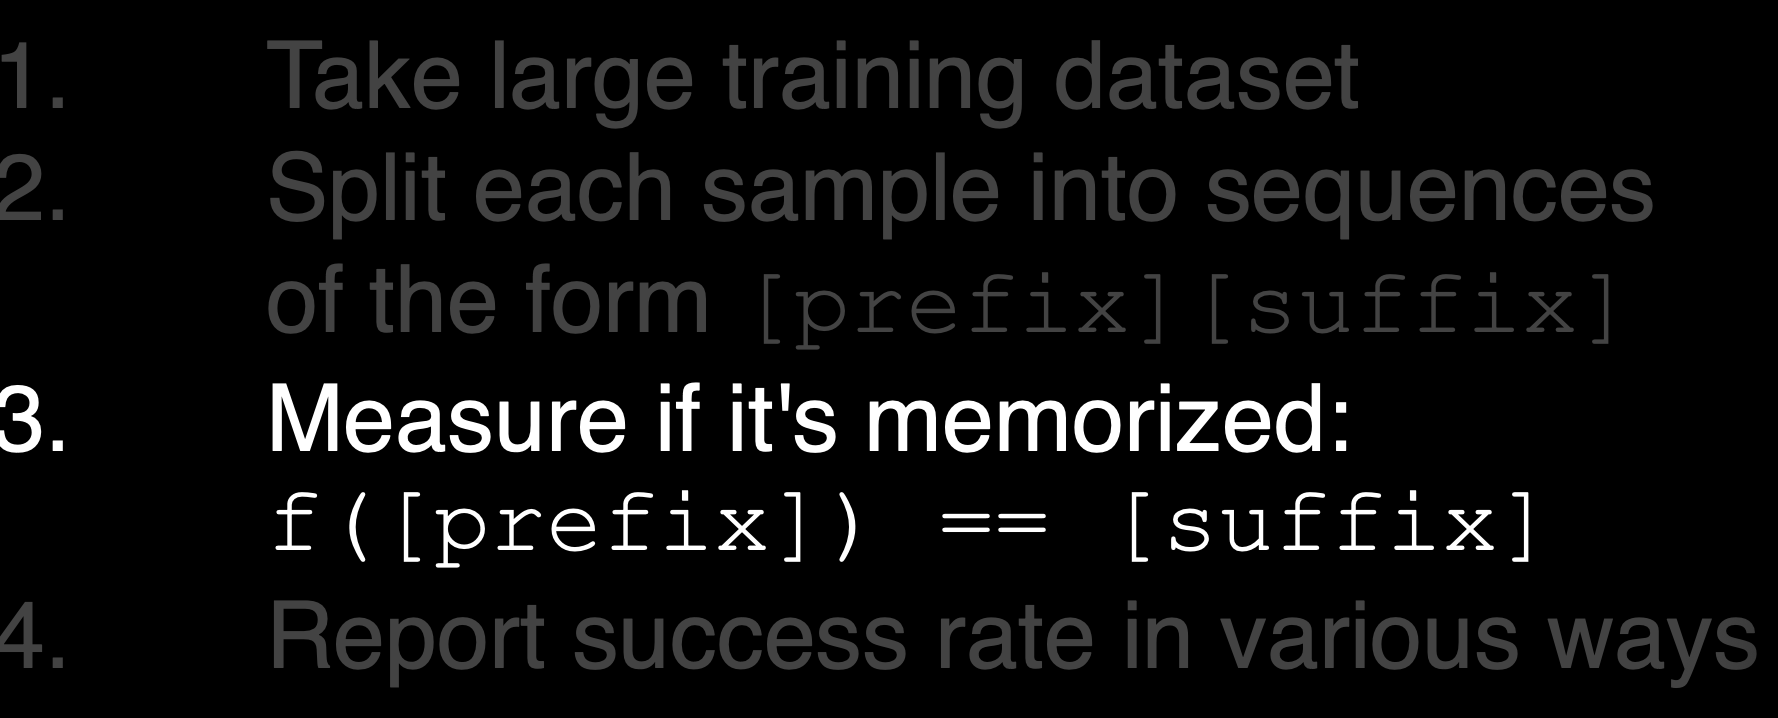 1. Take large training dataset
2. Split each sample into sequences
of the form [prefix][suffix]
3. Measure if it's memorized:
f([prefix]) == [suffix]
4. Report success rate in various ways